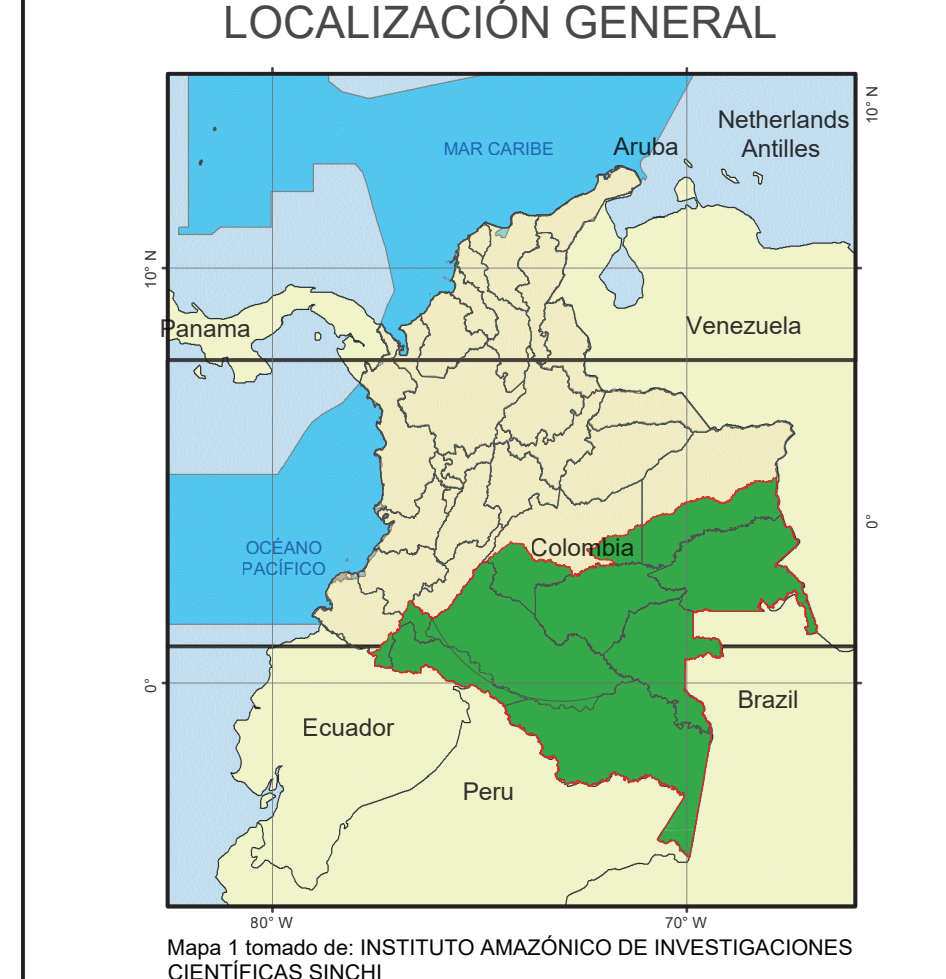 LOCALIZACIÓN GENERAL
10° N
Netherlands
Antilles
MAR CARIBE
Aruba
10° N
Panama
Venezuela
0°
OCÉANO
PACÍFICO
Colombia
0°
Ecuador
Brazil
Peru
80° W
70° W
Mapa 1 tomado de: INSTITUTO AMAZÓNICO DE INVESTIGACIONES
CIENTÍFICAS SINCHI